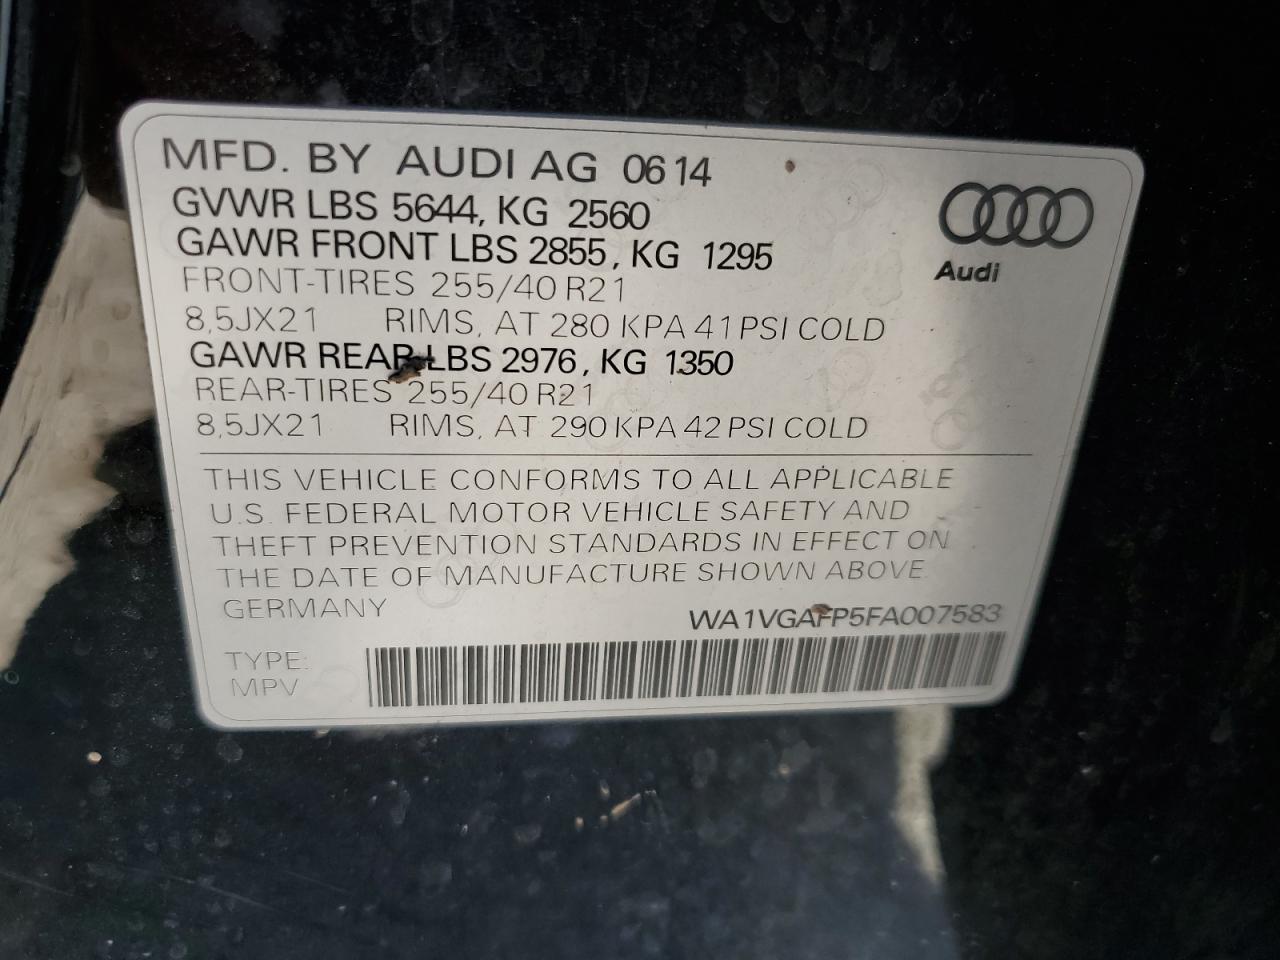 MFD. BY AUDI AG 06 14
GVWR LBS 5644, KG 2560
GAWR FRONT LBS 2855, KG 1295
FRONT-TIRES 255/40 R21
8,5JX21 RIMS, AT 280 KPA 41 PSI COLD
GAWR REAR LBS 2976, KG 1350
REAR-TIRES 255/40 R21
8,5JX21 RIMS, AT 290 KPA 42 PSI COLD
Audi
THIS VEHICLE CONFORMS TO ALL APPLICABLE
U.S. FEDERAL MOTOR VEHICLE SAFETY AND
THEFT PREVENTION STANDARDS IN EFFECT ON
THE DATE OF MANUFACTURE SHOWN ABOVE.
GERMANY
WA1VGAFP5FA007583
TYPE:
MPV